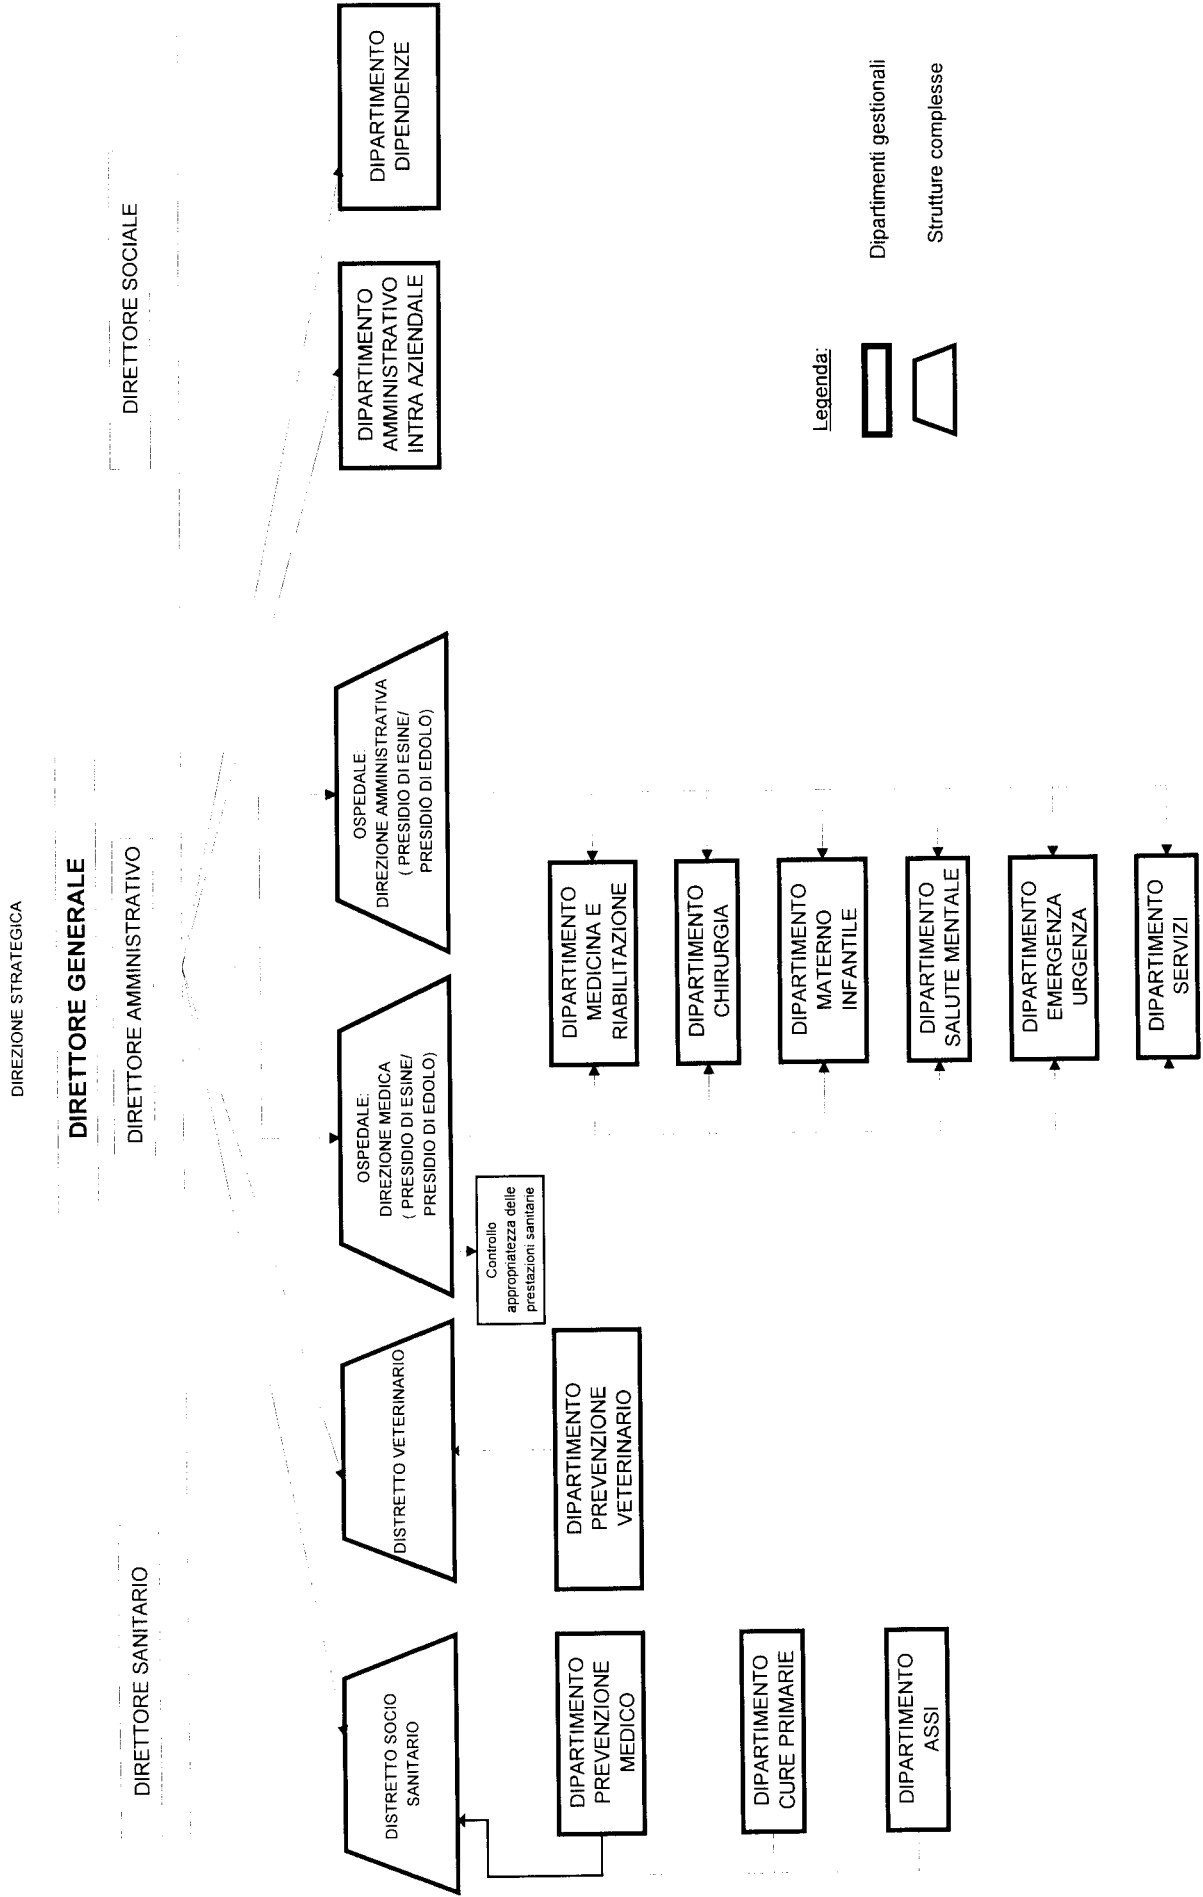 DIREZIONE STRATEGICA
DIRETTORE GENERALE
DIRETTORE SANITARIO
DIRETTORE AMMINISTRATIVO
DIRETTORE SOCIALE
DISTRETTO SOCIO
SANITARIO
DISTRETTO VETERINARIO
OSPEDALE:
DIREZIONE MEDICA
( PRESIDIO DI ESINE/
PRESIDIO DI EDOLO)
OSPEDALE:
DIREZIONE AMMINISTRATIVA
( PRESIDIO DI ESINE/
PRESIDIO DI EDOLO)
DIPARTIMENTO
AMMINISTRATIVO
INTRA AZIENDALE
DIPARTIMENTO
DIPENDENZE
Controllo
appropriatezza delle
prestazioni sanitarie
DIPARTIMENTO
PREVENZIONE
MEDICO
DIPARTIMENTO
PREVENZIONE
VETERINARIO
DIPARTIMENTO
MEDICINA E
RIABILITAZIONE
DIPARTIMENTO
CHIRURGIA
DIPARTIMENTO
CURE PRIMARIE
DIPARTIMENTO
MATERNO
INFANTILE
DIPARTIMENTO
ASSI
DIPARTIMENTO
SALUTE MENTALE
DIPARTIMENTO
EMERGENZA
URGENZA
DIPARTIMENTO
SERVIZI
Legenda:
Dipartimenti gestionali
Strutture complesse